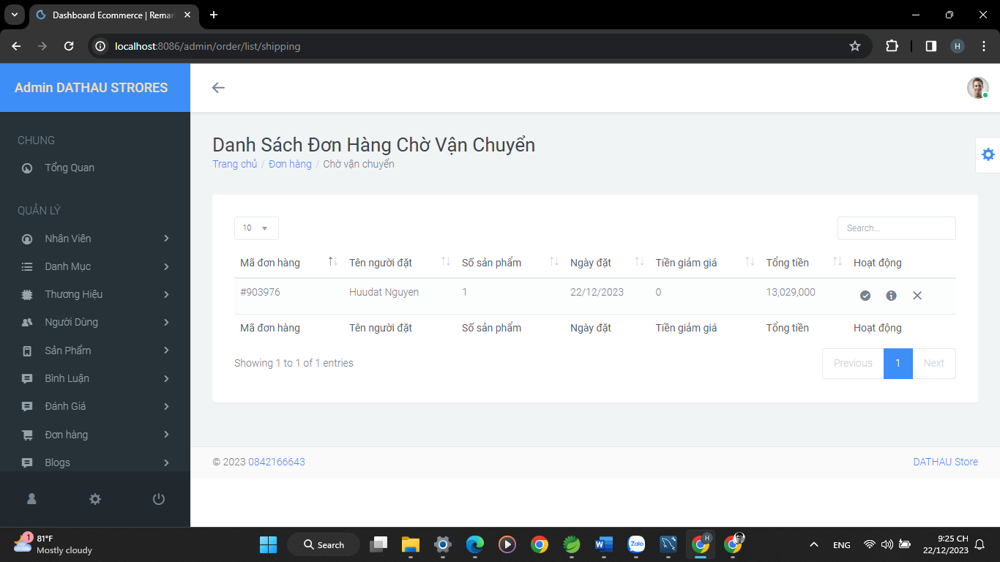 Dashboard Ecommerce | Remar
localhost:8086/admin/order/list/shipping
H
Admin DATHAU STRORES
CHUNG
Tổng Quan
QUẢN LÝ
Nhân Viên
Danh Mục
Thương Hiệu
Người Dùng
Sản Phẩm
Bình Luận
Đánh Giá
Đơn hàng
Blogs
Danh Sách Đơn Hàng Chờ Vận Chuyển
Trang chủ / Đơn hàng / Chờ vận chuyển
10
Search...
Mã đơn hàng Tên người đặt Số sản phẩm Ngày đặt Tiền giảm giá Tổng tiền Hoạt động
#903976 Huudat Nguyen 1 22/12/2023 0 13,029,000
Mã đơn hàng Tên người đặt Số sản phẩm Ngày đặt Tiền giảm giá Tổng tiền Hoạt động
Showing 1 to 1 of 1 entries
Previous 1 Next
© 2023 0842166643
DATHAU Store
1
81°F
Mostly cloudy
Search
Zalo
H
ENG
9:25 CH
22/12/2023